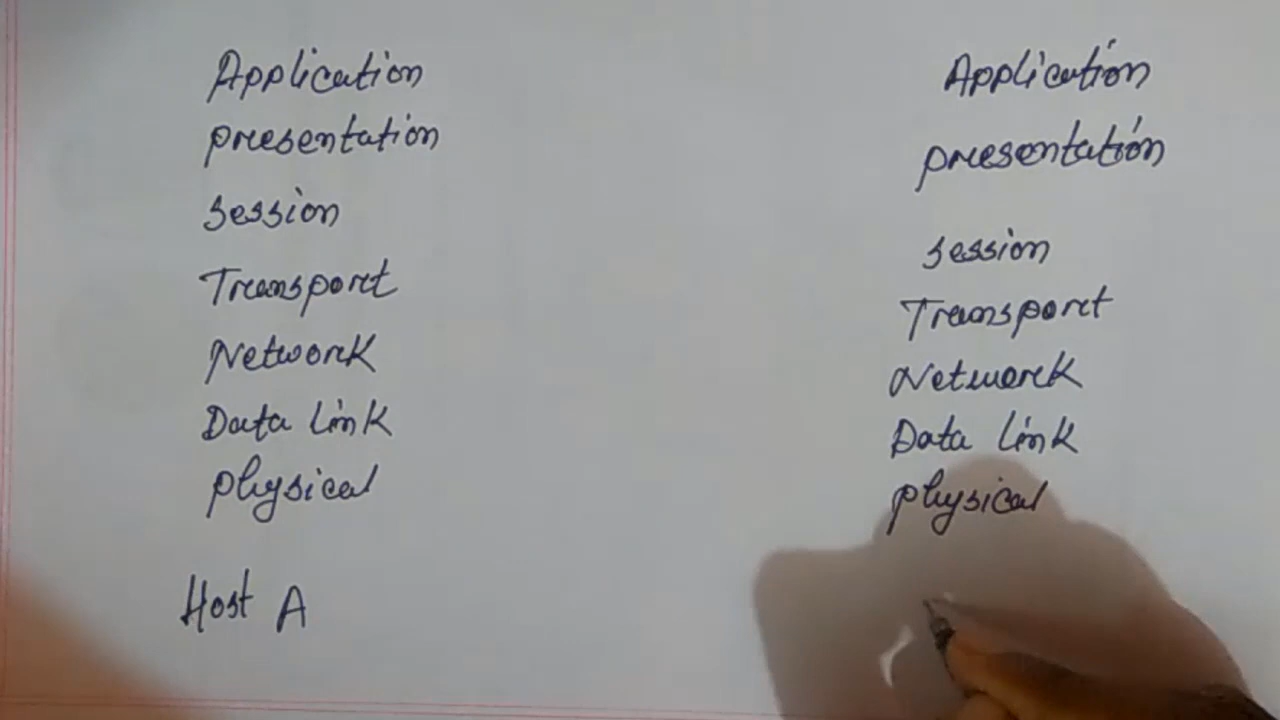 Application
presentation
session
Transport
Network
Data Link
physical
Host A
Application
presentation
session
Transport
Network
Data Link
physical